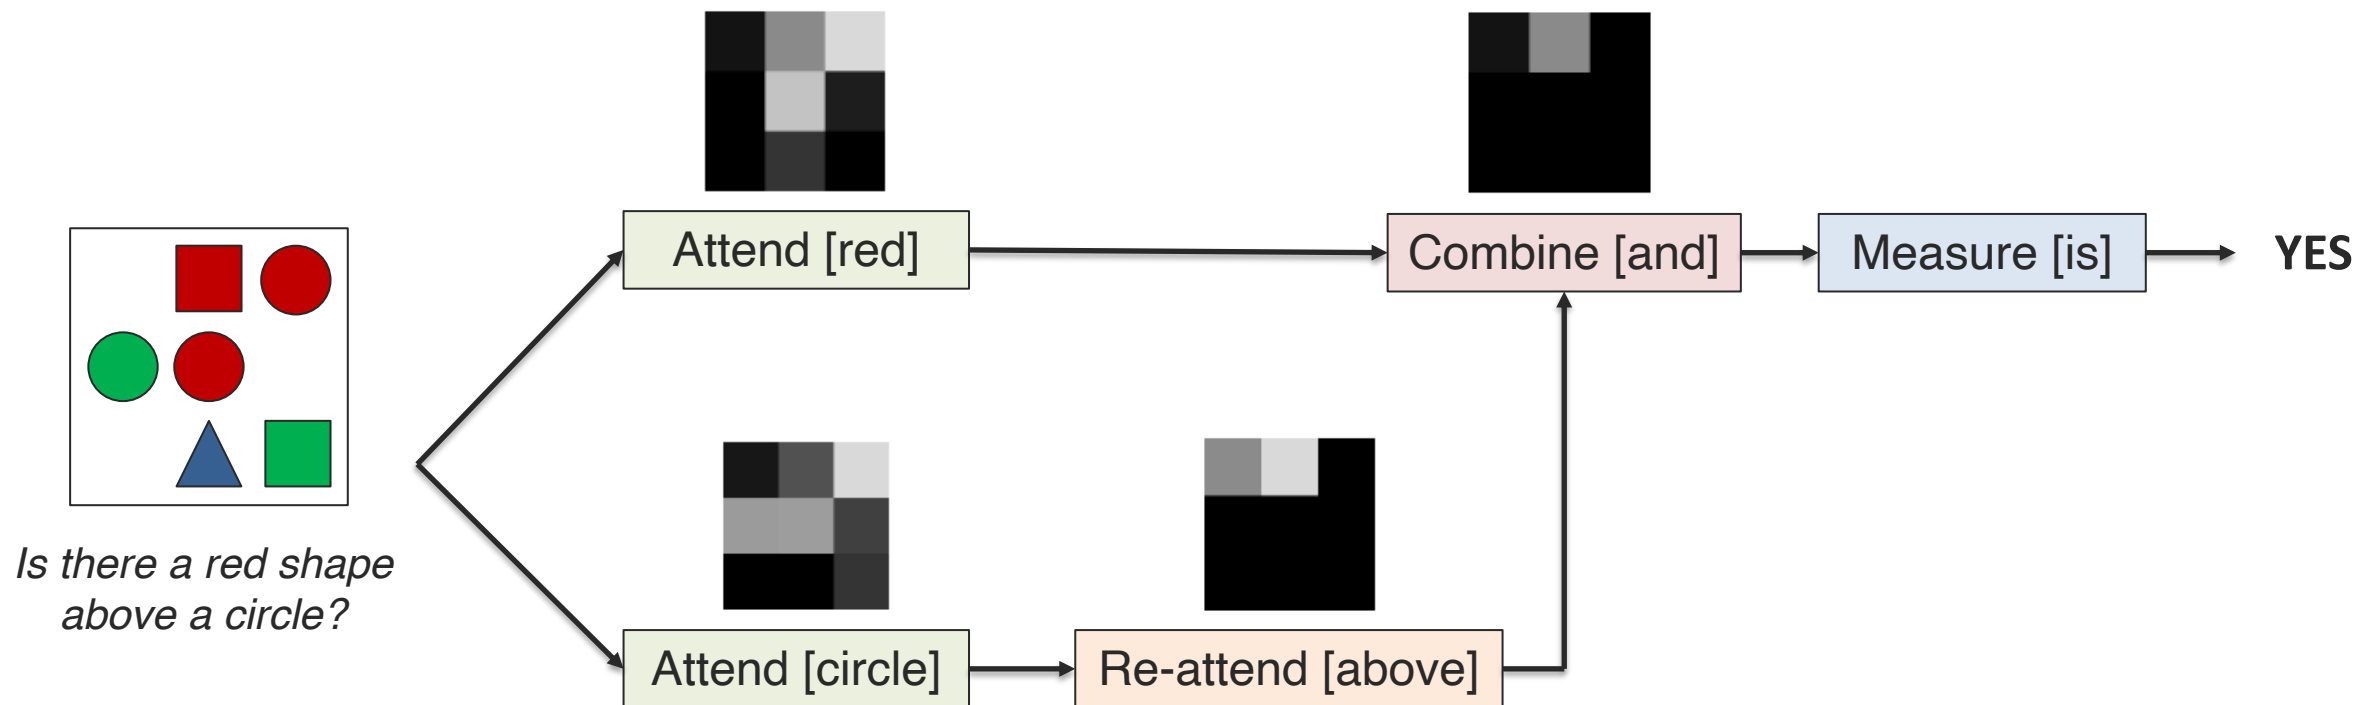 Is there a red shape
above a circle?
Attend [red]
Combine [and]
Measure [is]
YES
Attend [circle]
Re-attend [above]